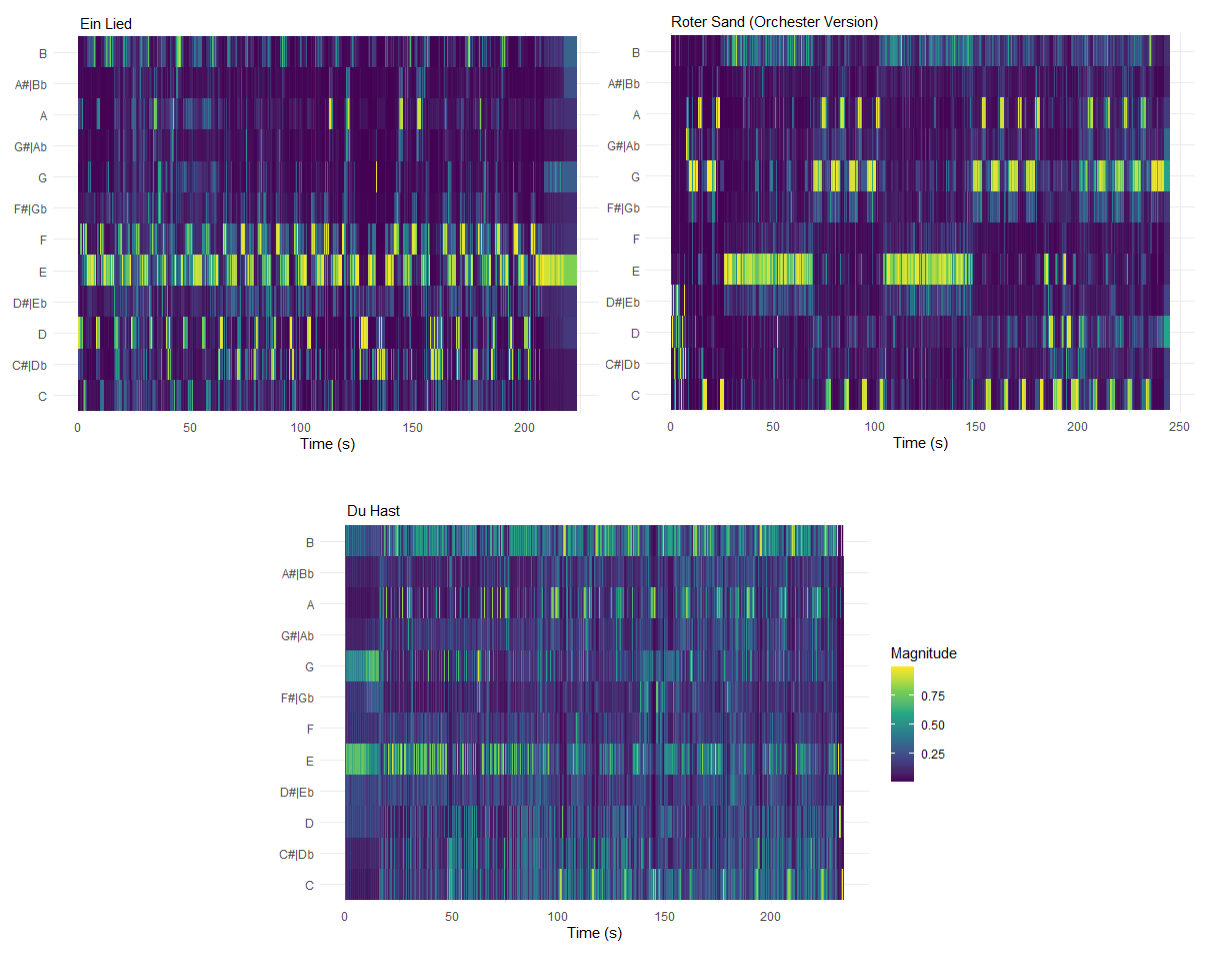 Ein Lied
B
A#|Bb
A
G#|Ab
G
F#|Gb
F
E
D#|Eb
D
C#|Db
C
0 50 100 150 200
Time (s)
Roter Sand (Orchester Version)
B
A#|Bb
A
G#|Ab
G
F#|Gb
F
E
D#|Eb
D
C#|Db
C
0 50 100 150 200 250
Time (s)
Du Hast
B
A#|Bb
A
G#|Ab
G
F#|Gb
F
E
D#|Eb
D
C#|Db
C
0 50 100 150 200
Time (s)
Magnitude
0.75
0.50
0.25